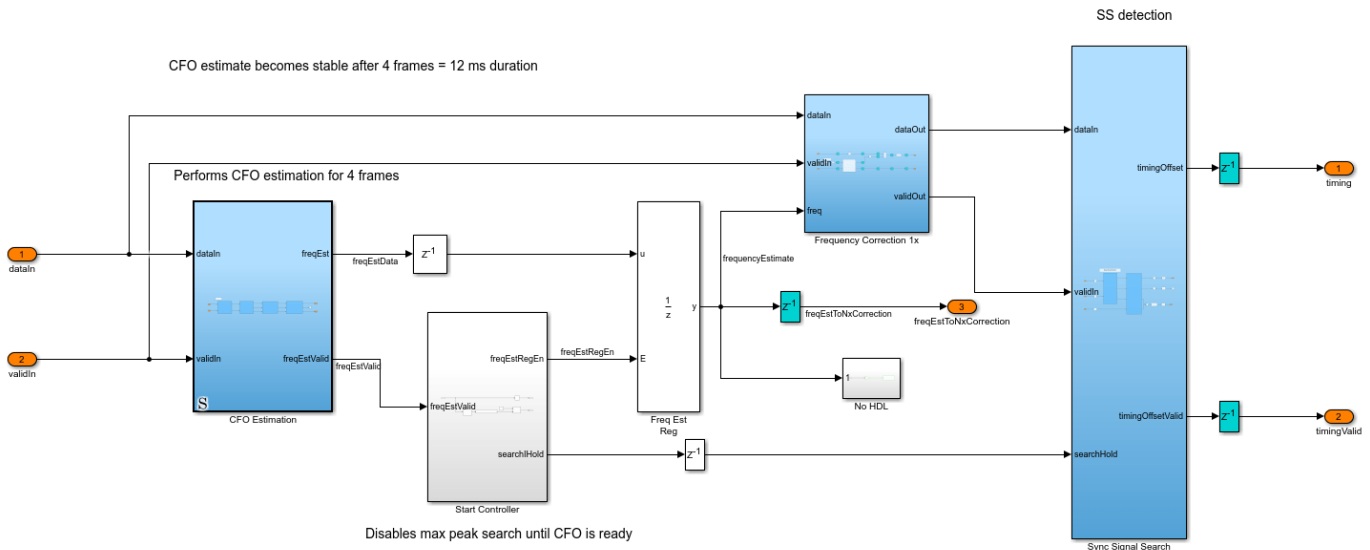 SS detection
CFO estimate becomes stable after 4 frames = 12 ms duration
dataIn
dataOut
dataIn
validIn
timingOffset
z-1
1
timing
Performs CFO estimation for 4 frames
validOut
freq
Frequency Correction 1x
1
dataIn
dataIn
freqEst
freqEstData
z-1
u
frequencyEstimate
1
z
y
z-1
freqEstToNxCorrection
3
freqEstToNxCorrection
validIn
2
validIn
validIn
freqEstValid
freqEstValid
S
CFO Estimation
freqEstRegEn
freqEstRegEn
E
freqEstValid
1
No HDL
Freq Est
Reg
timingOffsetValid
z-1
2
timingValid
searchlHold
z-1
searchHold
Start Controller
Disables max peak search until CFO is ready
Sync Signal Search